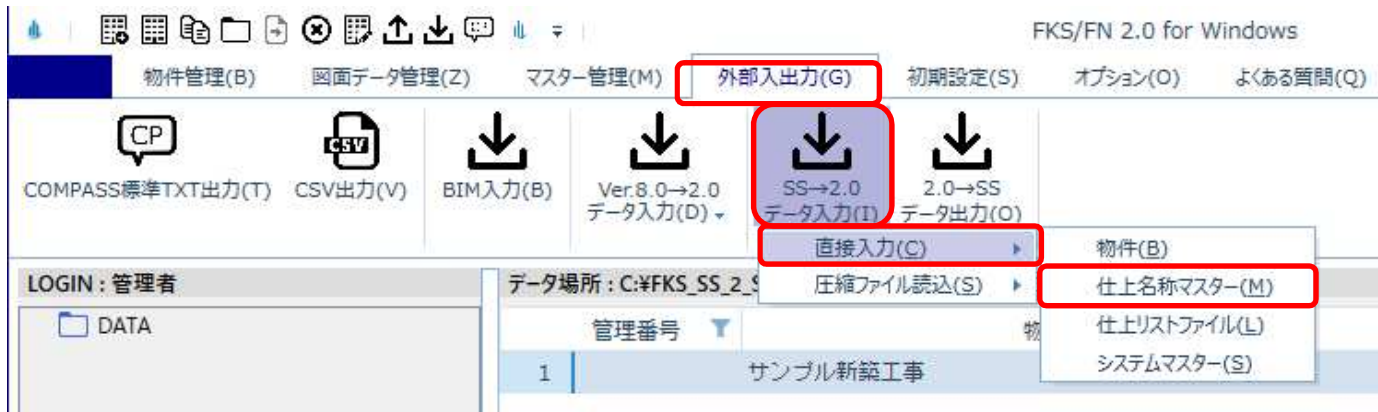 FKS/FN 2.0 for Windows
物件管理(B) 図面データ管理(Z) マスター管理(M) 外部入出力(G) 初期設定(S) オプション(O) よくある質問(Q)
CP
CSV
COMPASS標準TXT出力(T) CSV出力(V) BIM入力(B) Ver.8.0→2.0 SS→2.0 2.0→SS
データ入力(D) データ入力(I) データ出力(O)
直接入力(C) 物件(B)
LOGIN : 管理者 データ場所 : C:¥FKS_SS_2_ 圧縮ファイル読込(S) 仕上名称マスター(M)
DATA 管理番号 仕上リストファイル(L)
1 サンプル新築工事 システムマスター(S)